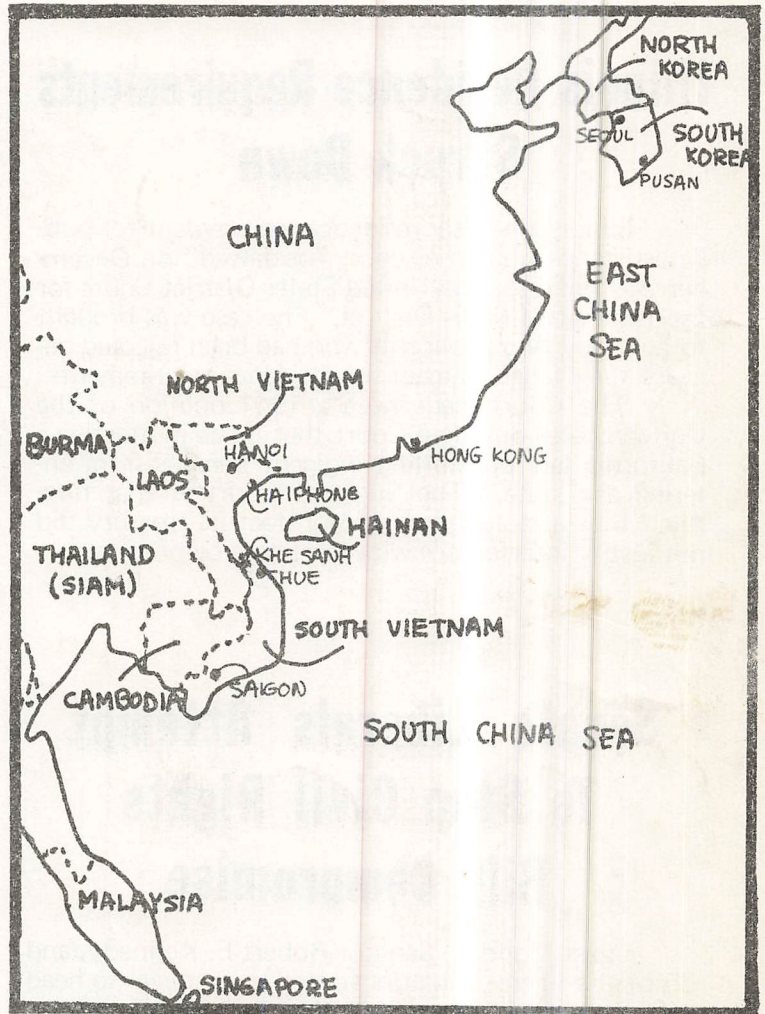 NORTH
KOREA
SEOUL
SOUTH
KOREA
PUSAN
CHINA
EAST
CHINA
SEA
NORTH VIETNAM
BURMA
HANOI
HONG KONG
LAOS
HAIPHONG
HAINAN
THAILAND
(SIAM)
KHE SANH
HUE
SOUTH VIETNAM
CAMBODIA
SAIGON
SOUTH CHINA SEA
MALAYSIA
SINGAPORE